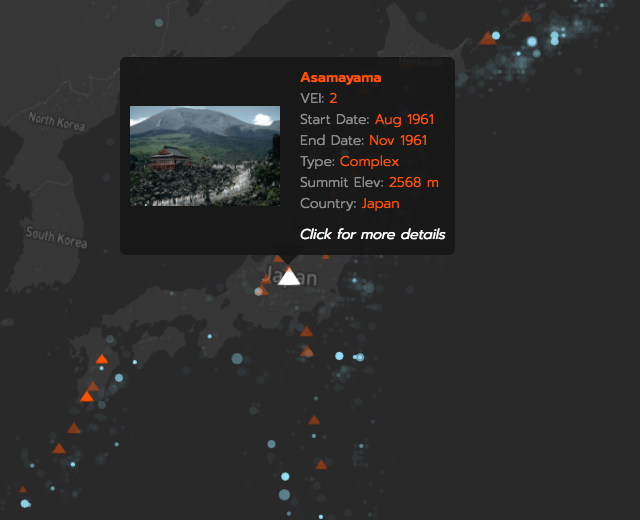 Hokkaido
North Korea
South Korea
Asamayama
VEI: 2
Start Date: Aug 1961
End Date: Nov 1961
Type: Complex
Summit Elev: 2568 m
Country: Japan
Click for more details
Japan